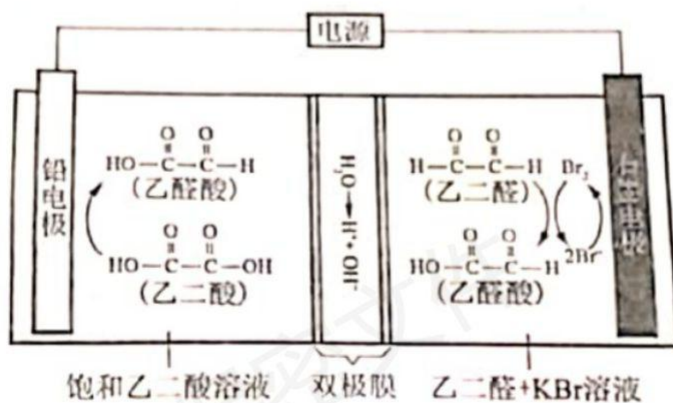 电源
铅电极
O O
HO—C—C—H
(乙醛酸)
O O
HO—C—C—OH
(乙二酸)
H₂O→H⁺+OH⁻
O O
H—C—C—H
(乙二醛)
Br₂
2Br⁻
O O
HO—C—C—H
(乙醛酸)
饱和乙二酸溶液
双极膜
乙二醛+KBr溶液